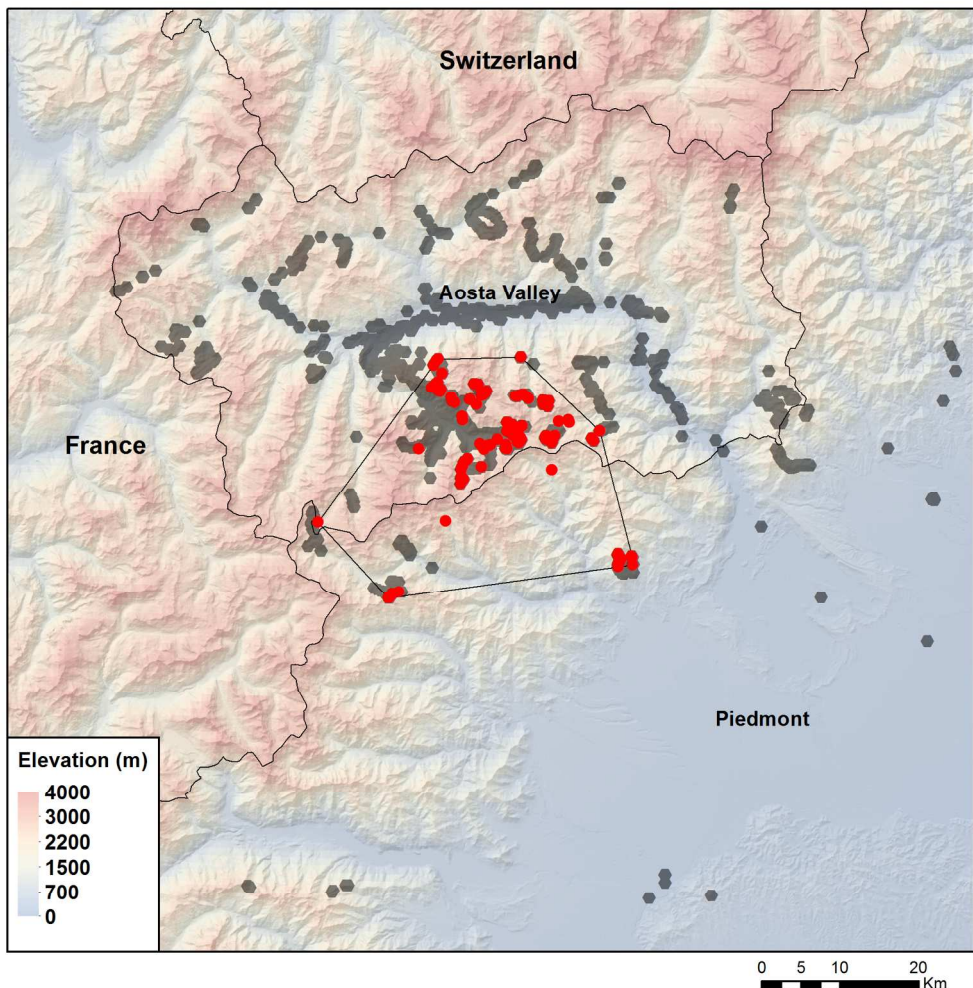 Switzerland
Aosta Valley
France
Piedmont
Elevation (m)
4000
3000
2200
1500
700
0
0 5 10 20
Km